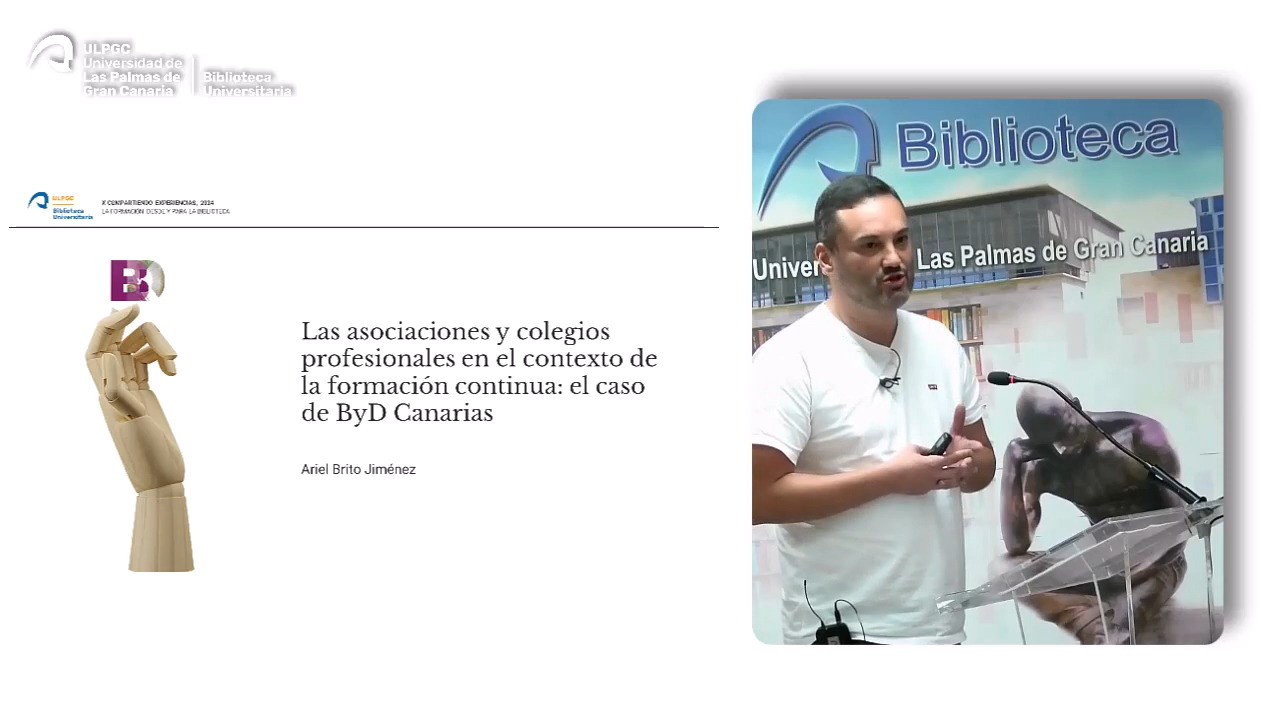 ULPGC
Universidad de
Las Palmas de
Gran Canaria
Biblioteca
Universitaria
ULPGC
Biblioteca
Universitaria
X COMPARTIENDO EXPERIENCIAS, 2024
LA FORMACIÓN DESDE Y PARA LA BIBLIOTECA
BD
Las asociaciones y colegios
profesionales en el contexto de
la formación continua: el caso
de ByD Canarias
Ariel Brito Jiménez
Biblioteca
Univer Las Palmas de Gran Canaria